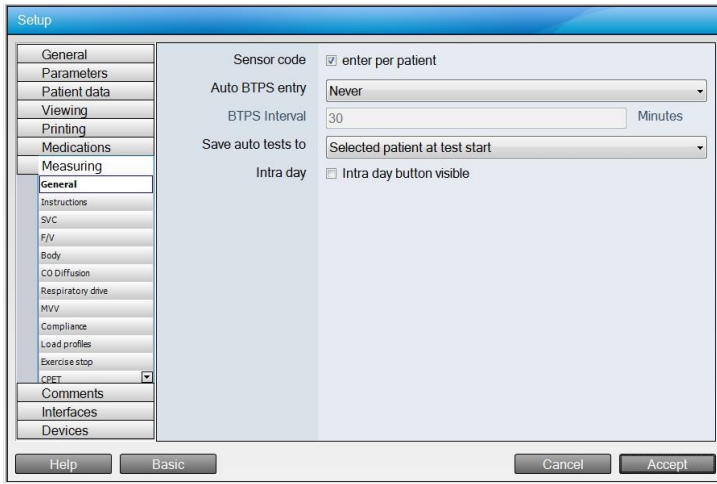 Setup
General
Parameters
Patient data
Viewing
Printing
Medications
Measuring
General
Instructions
SVC
F/V
Body
CO Diffusion
Respiratory drive
MVV
Compliance
Load profiles
Exercise stop
CPET
Comments
Interfaces
Devices
Sensor code enter per patient
Auto BTPS entry Never
BTPS Interval 30 Minutes
Save auto tests to Selected patient at test start
Intra day Intra day button visible
Help Basic Cancel Accept